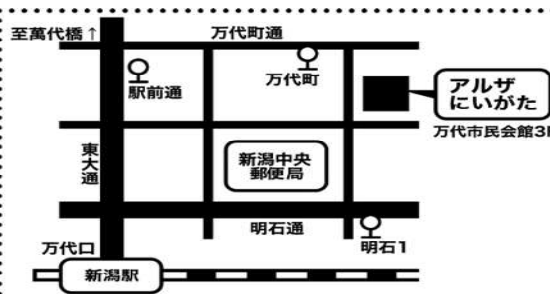 至萬代橋↑
万代町通
駅前通
万代町
アルザ
にいがた
万代市民会館3F
東大通
新潟中央
郵便局
明石通
明石1
万代口
新潟駅